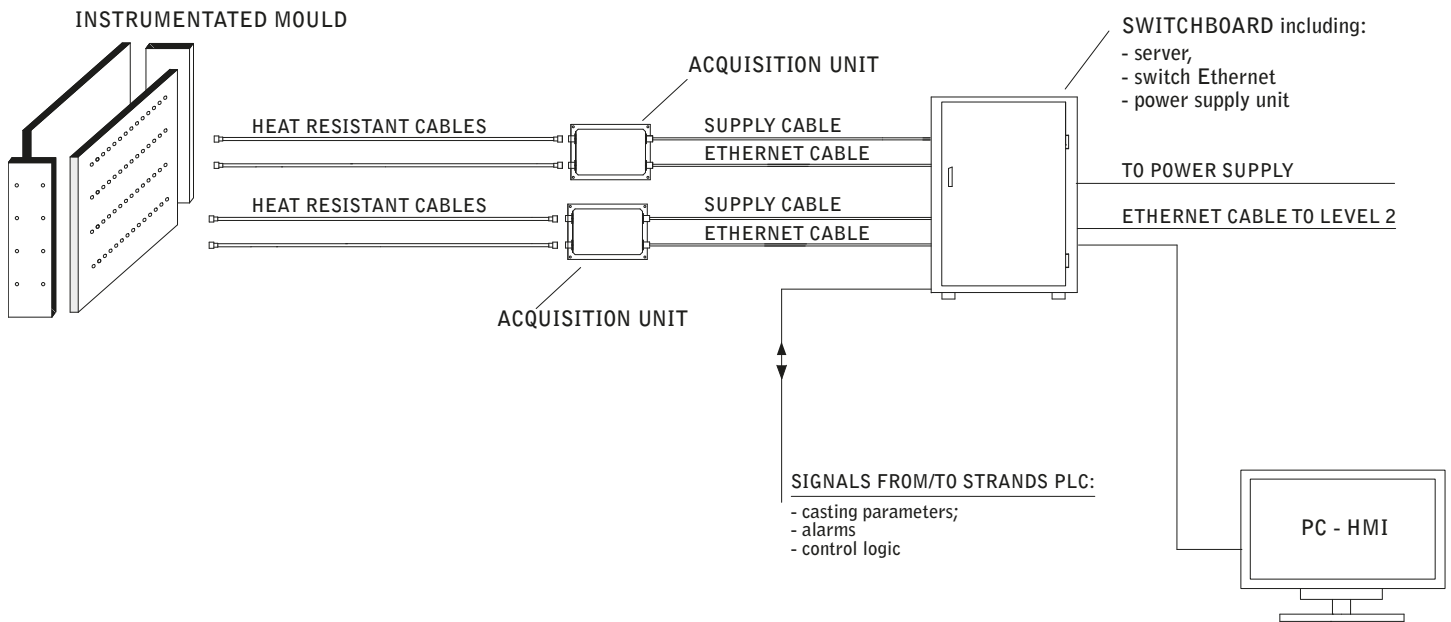 INSTRUMENTATED MOULD
SWITCHBOARD including:
- server,
- switch Ethernet
- power supply unit
ACQUISITION UNIT
HEAT RESISTANT CABLES
SUPPLY CABLE
ETHERNET CABLE
TO POWER SUPPLY
HEAT RESISTANT CABLES
SUPPLY CABLE
ETHERNET CABLE
ETHERNET CABLE TO LEVEL 2
ACQUISITION UNIT
SIGNALS FROM/TO STRANDS PLC:
- casting parameters;
- alarms
- control logic
PC - HMI